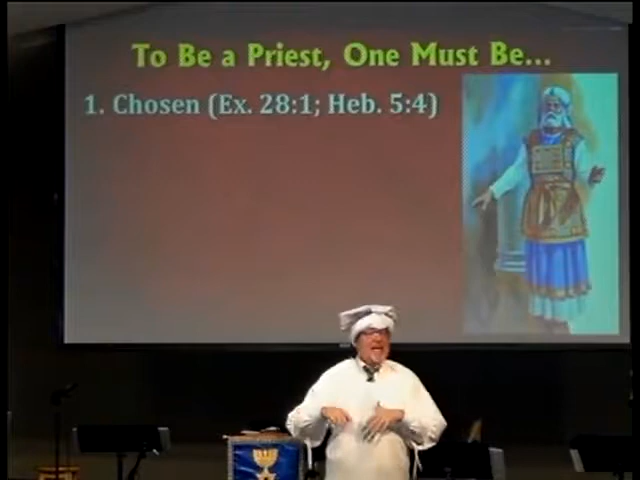 To Be a Priest, One Must Be...
1. Chosen (Ex. 28:1; Heb. 5:4)